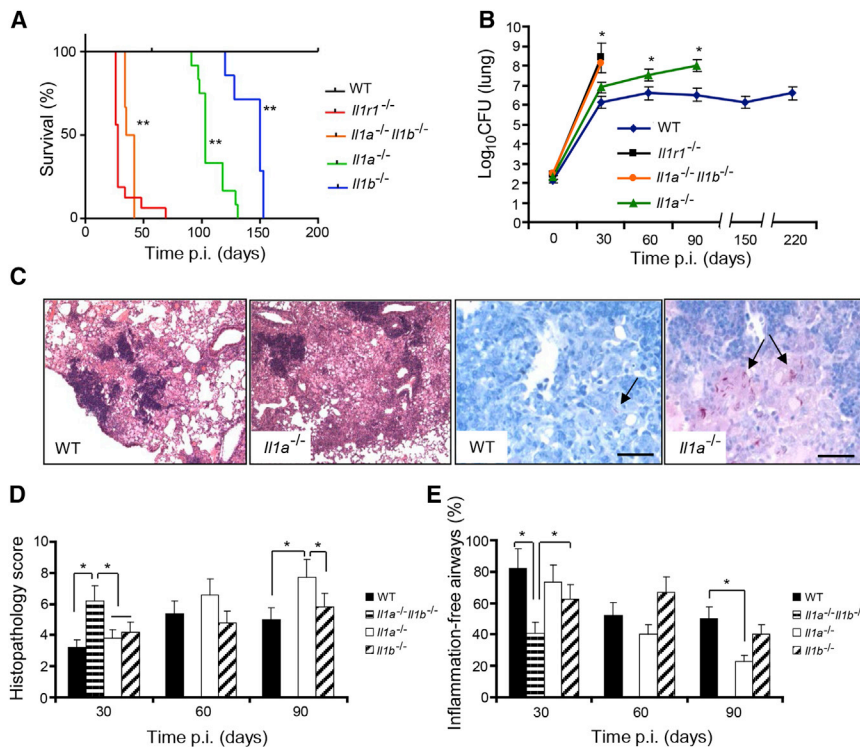 A
Survival (%)
100
50
0
0 50 100 150 200
Time p.i. (days)
**
**
**
WT
Il1r1-/-
Il1a-/- Il1b-/-
Il1a-/-
Il1b-/-
B
Log10CFU (lung)
10
9
8
7
6
5
4
3
2
1
0
0 30 60 90 150 220
Time p.i. (days)
*
*
*
WT
Il1r1-/-
Il1a-/- Il1b-/-
Il1a-/-
C
WT
Il1a-/-
WT
Il1a-/-
D
Histopathology score
10
8
6
4
2
0
30 60 90
Time p.i. (days)
* * * *
WT
Il1a-/-Il1b-/-
Il1a-/-
Il1b-/-
E
Inflammation-free airways (%)
100
80
60
40
20
0
30 60 90
Time p.i. (days)
* * *
WT
Il1a-/-Il1b-/
Il1a-/-
Il1b-/-